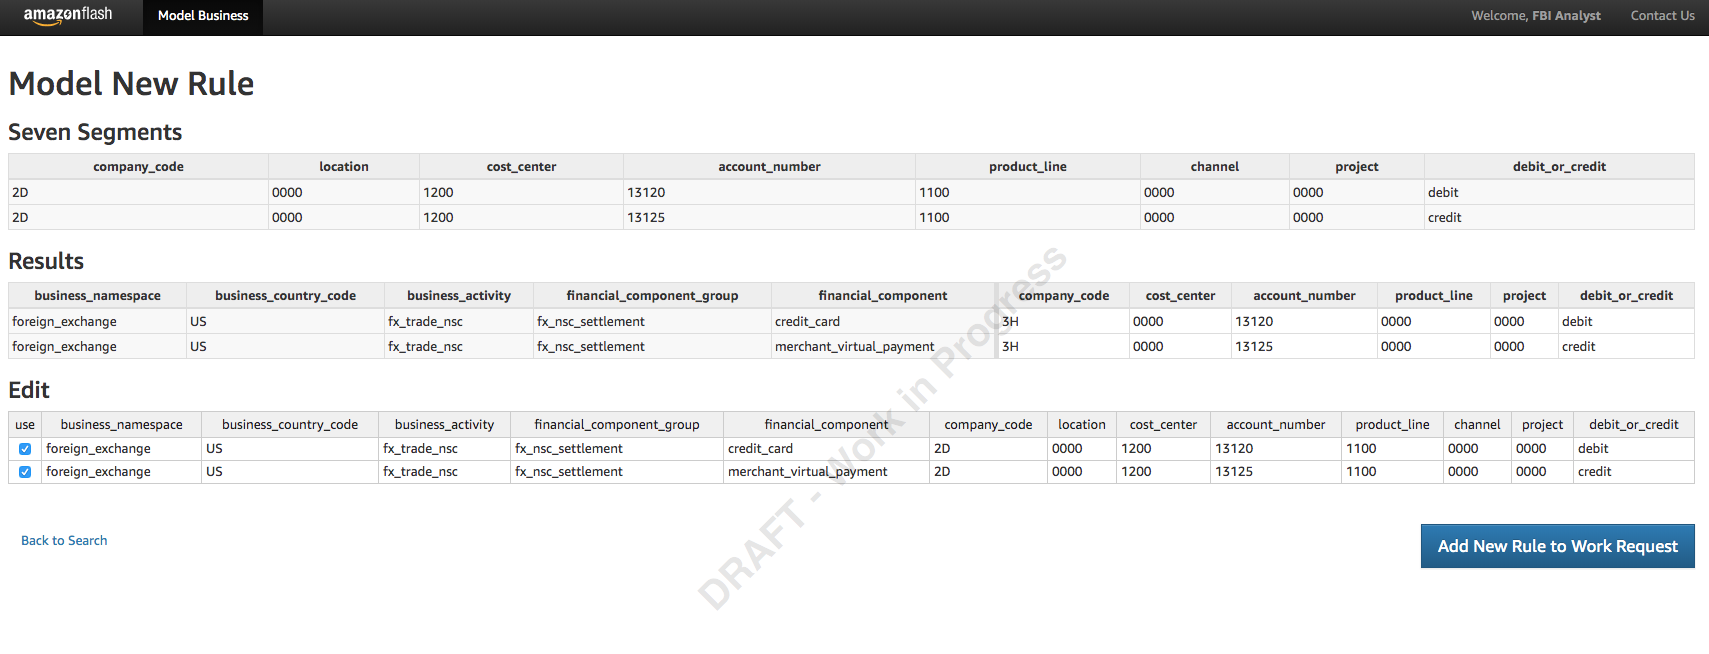 amazonflash Model Business Welcome, FBI Analyst Contact Us
Model New Rule
Seven Segments
company_code location cost_center account_number product_line channel project debit_or_credit
2D 0000 1200 13120 1100 0000 0000 debit
2D 0000 1200 13125 1100 0000 0000 credit
Results
business_namespace business_country_code business_activity financial_component_group financial_component company_code cost_center account_number product_line project debit_or_credit
foreign_exchange US fx_trade_nsc fx_nsc_settlement credit_card 3H 0000 13120 0000 0000 debit
foreign_exchange US fx_trade_nsc fx_nsc_settlement merchant_virtual_payment 3H 0000 13125 0000 0000 credit
Edit
use business_namespace business_country_code business_activity financial_component_group financial_component company_code location cost_center account_number product_line channel project debit_or_credit
foreign_exchange US fx_trade_nsc fx_nsc_settlement credit_card 2D 0000 1200 13120 1100 0000 0000 debit
foreign_exchange US fx_trade_nsc fx_nsc_settlement merchant_virtual_payment 2D 0000 1200 13125 1100 0000 0000 credit
Back to Search Add New Rule to Work Request
DRAFT - Work in Progress